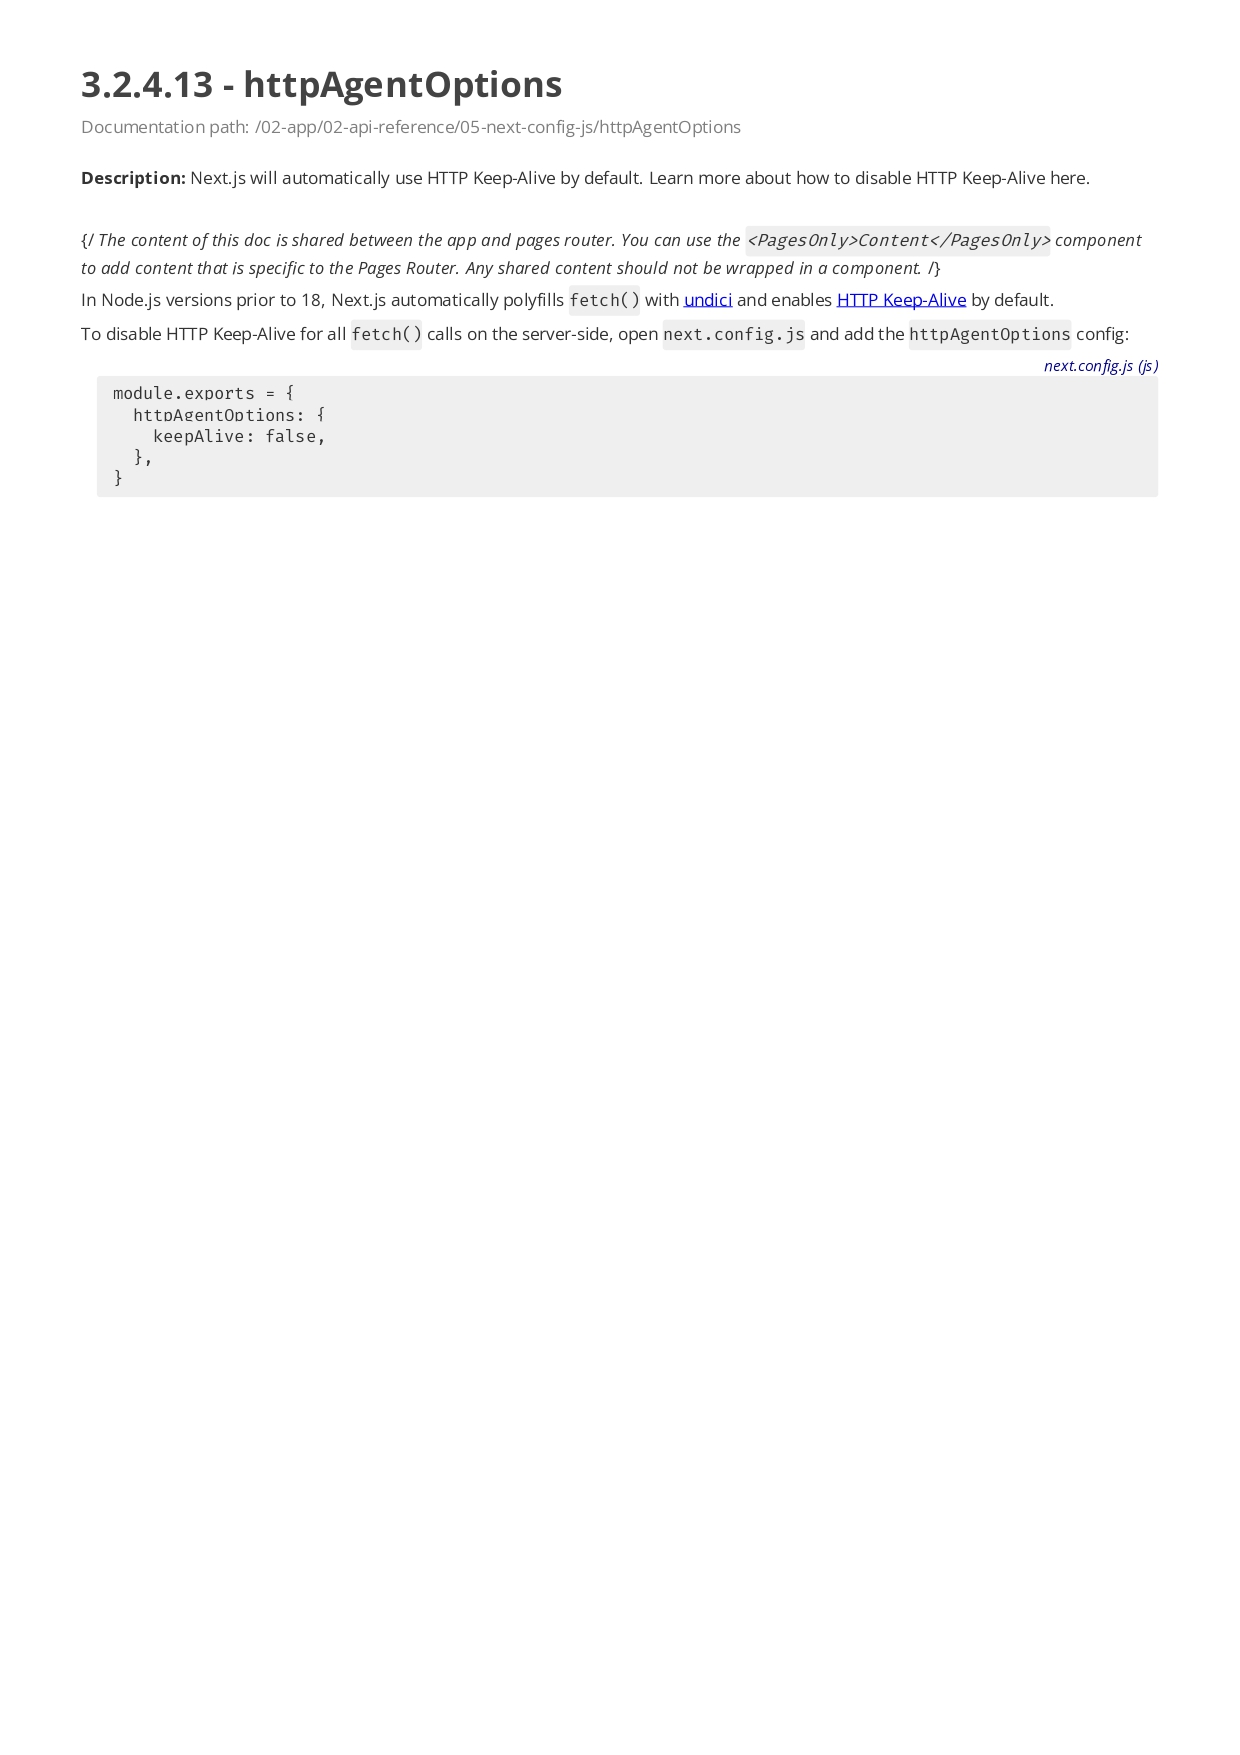 3.2.4.13 - httpAgentOptions
Documentation path: /02-app/02-api-reference/05-next-config-js/httpAgentOptions
Description: Next.js will automatically use HTTP Keep-Alive by default. Learn more about how to disable HTTP Keep-Alive here.
{/ The content of this doc is shared between the app and pages router. You can use the <PagesOnly>Content</PagesOnly> component
to add content that is specific to the Pages Router. Any shared content should not be wrapped in a component. /}
In Node.js versions prior to 18, Next.js automatically polyfills fetch() with undici and enables HTTP Keep-Alive by default.
To disable HTTP Keep-Alive for all fetch() calls on the server-side, open next.config.js and add the httpAgentOptions config:
next.config.js (js)
module.exports = {
  httpAgentOptions: {
    keepAlive: false,
  },
}